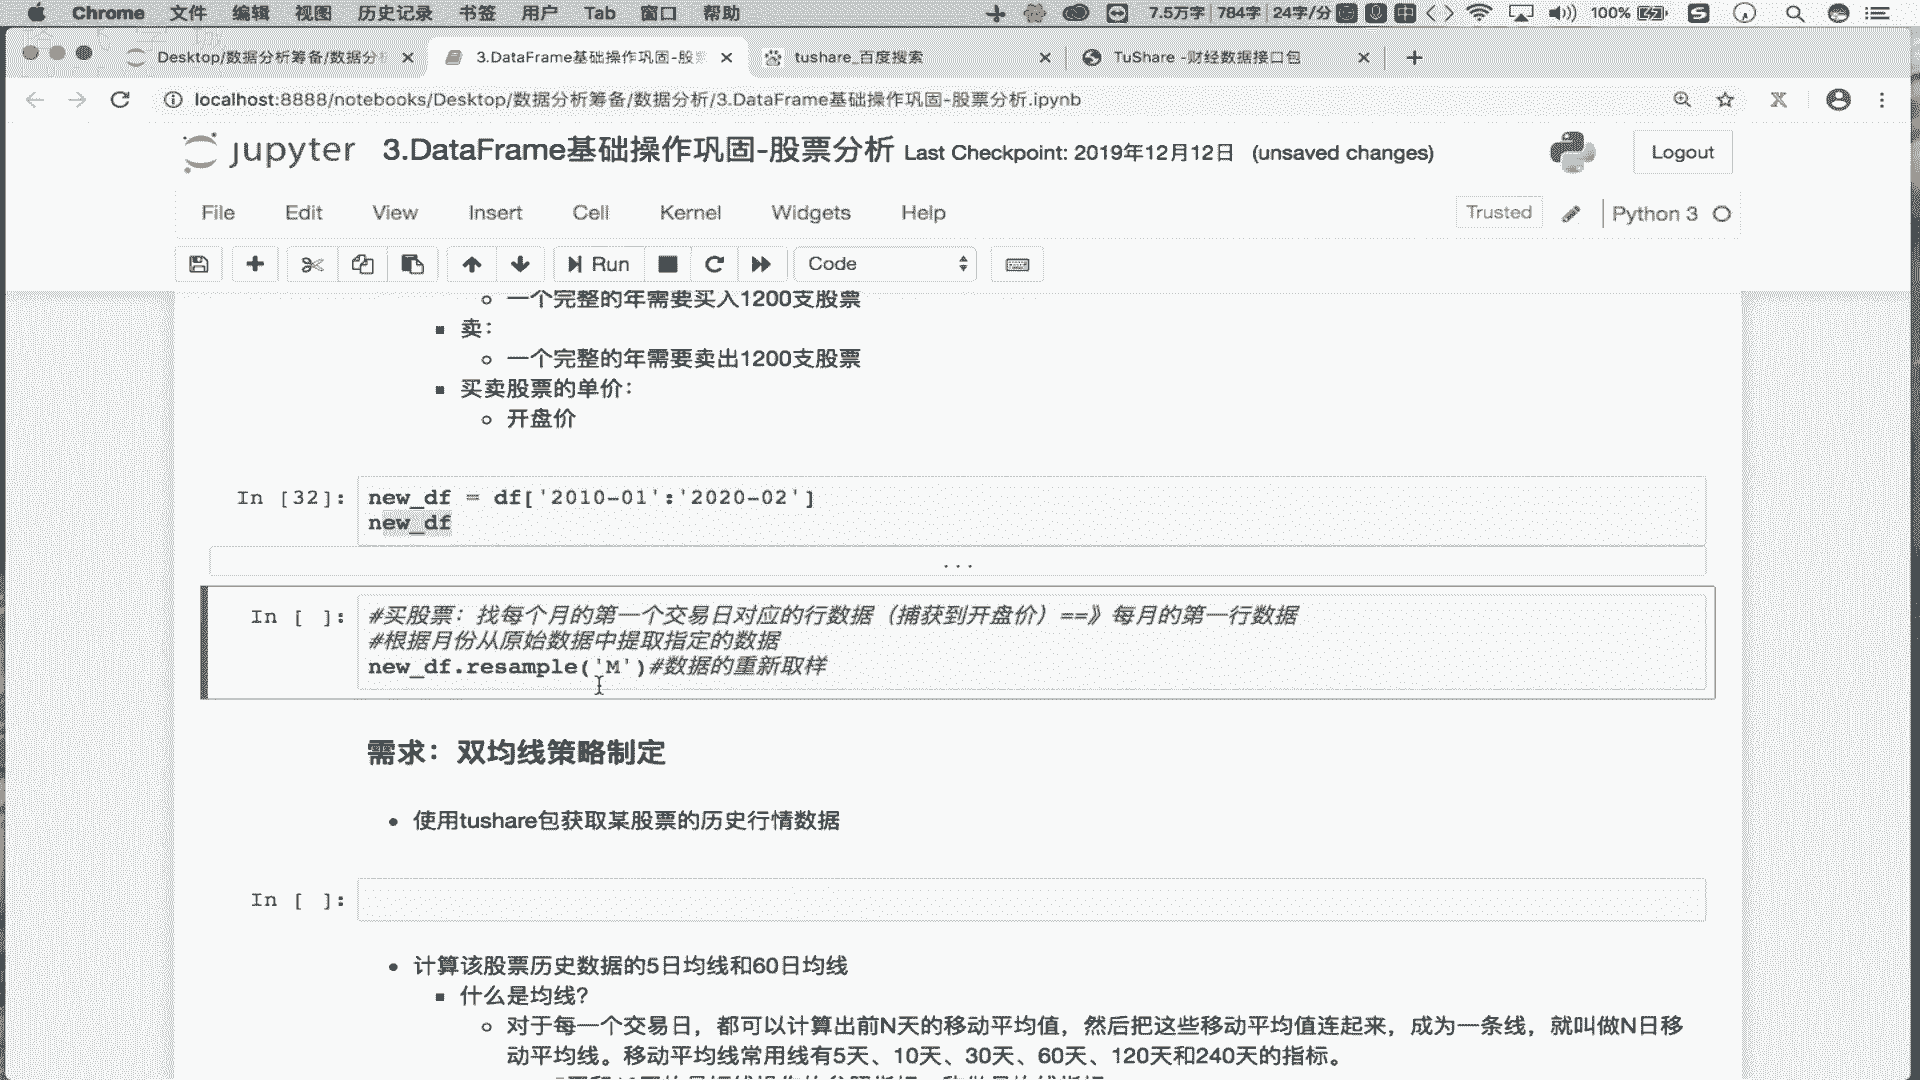 Chrome 文件 编辑 视图 历史记录 书签 用户 Tab 窗口 帮助 7.5万字 784字 24字/分 中 100%
Desktop/数据分析筹备/数据分 3.DataFrame基础操作巩固-股 tushare_百度搜索 TuShare -财经数据接口包
localhost:8888/notebooks/Desktop/数据分析筹备/数据分析/3.DataFrame基础操作巩固-股票分析.ipynb
jupyter 3.DataFrame基础操作巩固-股票分析 Last Checkpoint: 2019年12月12日 (unsaved changes) Logout
File Edit View Insert Cell Kernel Widgets Help Trusted Python 3
Run Code
一个完整的年需要买入1200支股票
卖：
一个完整的年需要卖出1200支股票
买卖股票的单价：
开盘价
In [32]: new_df = df['2010-01':'2020-02']
new_df
...
In [ ]: #买股票：找每个月的第一个交易日对应的行数据（捕获到开盘价）==》每月的第一行数据
#根据月份从原始数据中提取指定的数据
new_df.resample('M')#数据的重新取样
需求：双均线策略制定
使用tushare包获取某股票的历史行情数据
In [ ]:
计算该股票历史数据的5日均线和60日均线
什么是均线？
对于每一个交易日，都可以计算出前N天的移动平均值，然后把这些移动平均值连起来，成为一条线，就叫做N日移
动平均线。移动平均线常用线有5天、10天、30天、60天、120天和240天的指标。